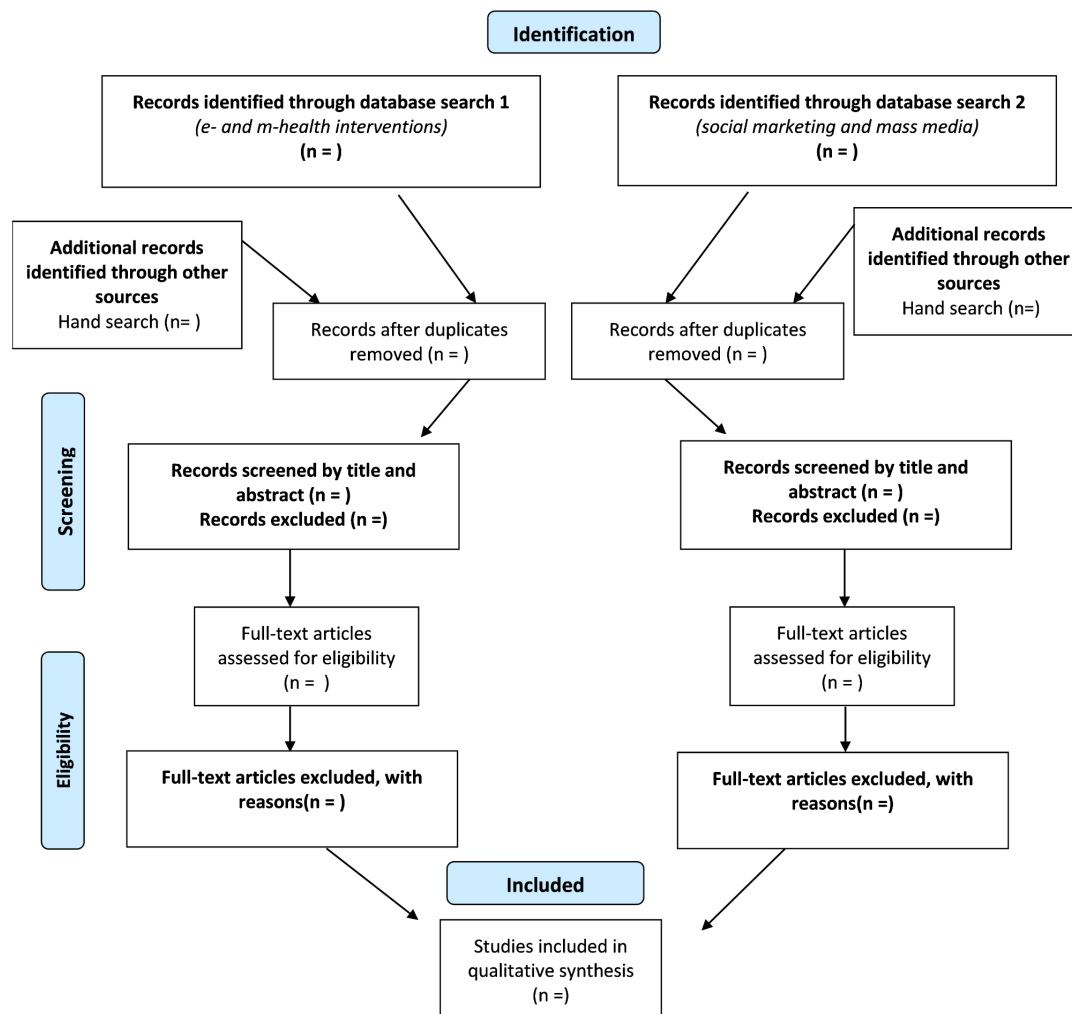 Identification
Records identified through database search 1
(e- and m-health interventions)
(n = )
Records identified through database search 2
(social marketing and mass media)
(n = )
Additional records
identified through other
sources
Hand search (n= )
Additional records
identified through other
sources
Hand search (n=)
Records after duplicates
removed (n = )
Records after duplicates
removed (n = )
Screening
Records screened by title and
abstract (n = )
Records excluded (n =)
Records screened by title and
abstract (n = )
Records excluded (n =)
Full-text articles
assessed for eligibility
(n = )
Full-text articles
assessed for eligibility
(n = )
Eligibility
Full-text articles excluded, with
reasons(n = )
Full-text articles excluded, with
reasons(n =)
Included
Studies included in
qualitative synthesis
(n =)